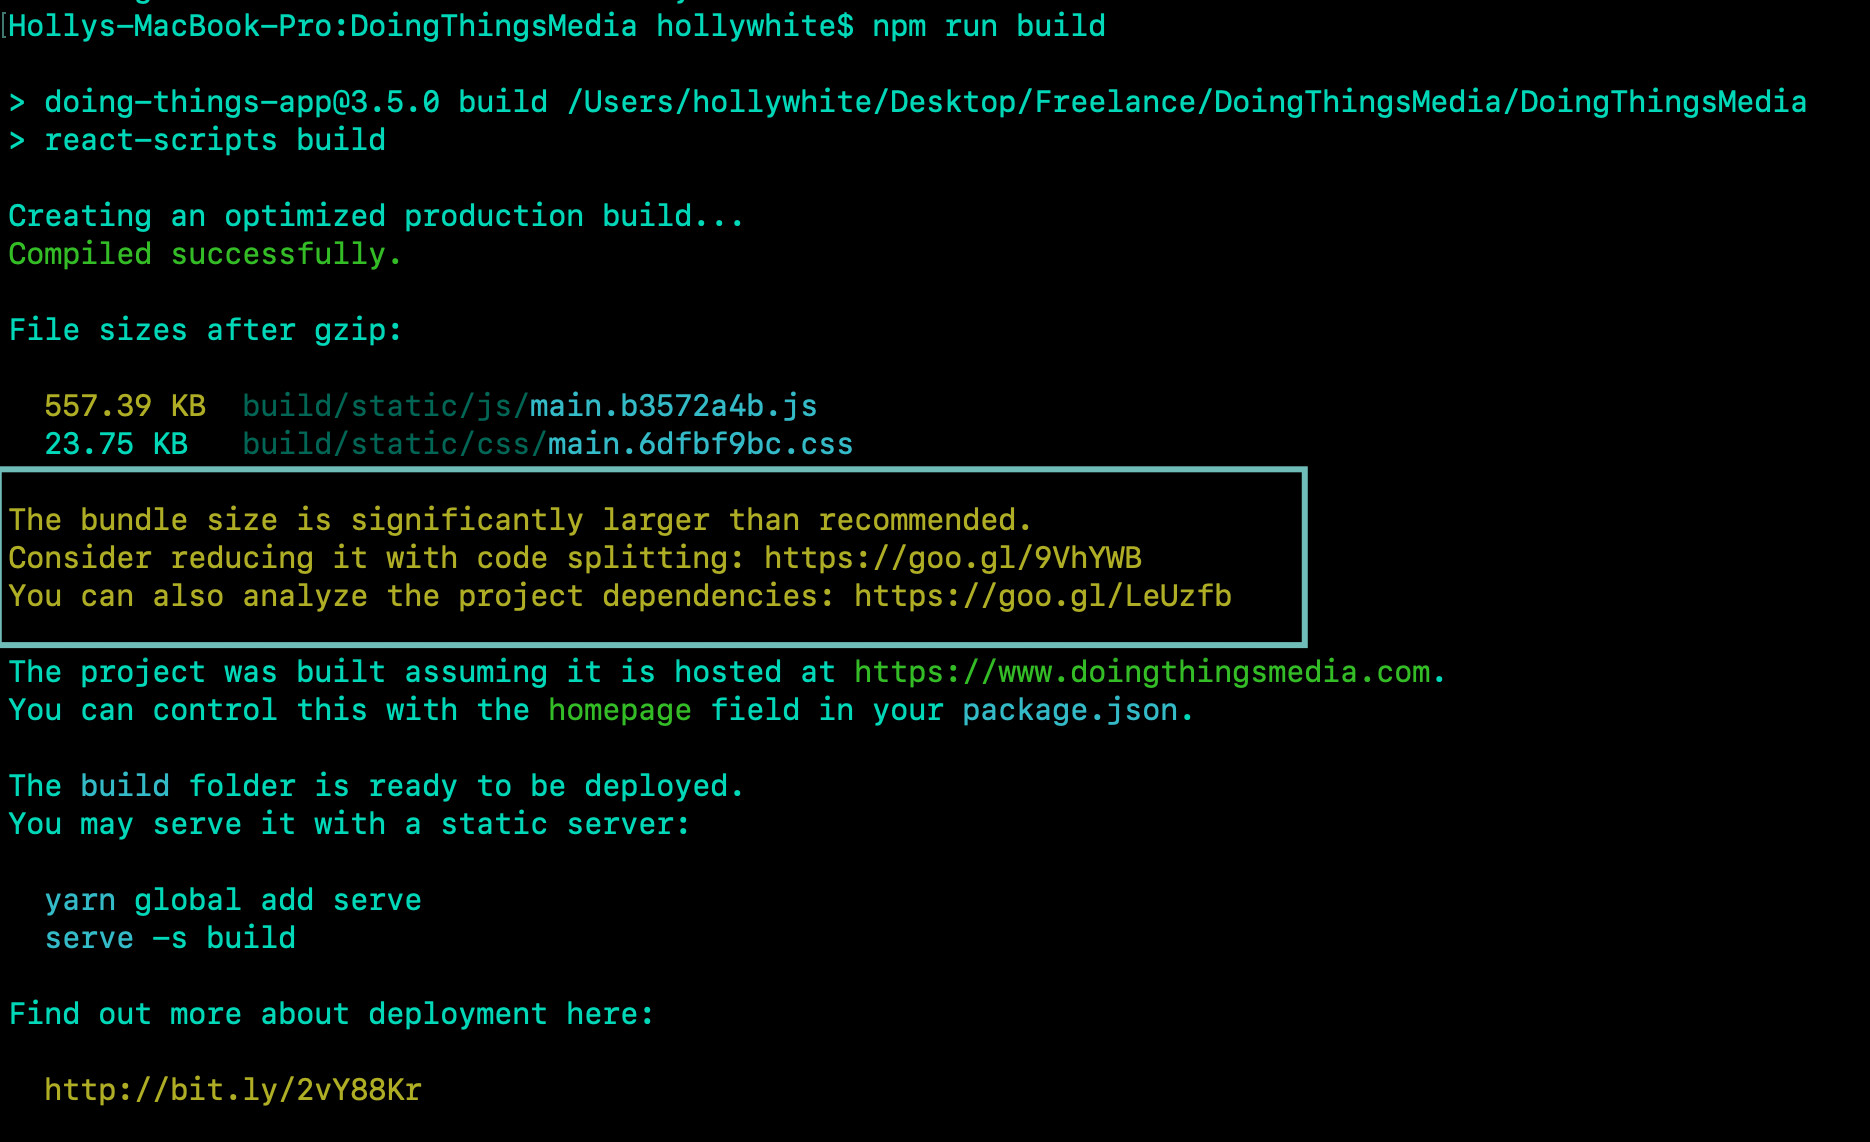 [Hollys-MacBook-Pro:DoingThingsMedia hollywhite$ npm run build
> doing-things-app@3.5.0 build /Users/hollywhite/Desktop/Freelance/DoingThingsMedia/DoingThingsMedia
> react-scripts build
Creating an optimized production build...
Compiled successfully.
File sizes after gzip:
557.39 KB  build/static/js/main.b3572a4b.js
23.75 KB   build/static/css/main.6dfbf9bc.css
The bundle size is significantly larger than recommended.
Consider reducing it with code splitting: https://goo.gl/9VhYWB
You can also analyze the project dependencies: https://goo.gl/LeUzfb
The project was built assuming it is hosted at https://www.doingthingsmedia.com.
You can control this with the homepage field in your package.json.
The build folder is ready to be deployed.
You may serve it with a static server:
yarn global add serve
serve -s build
Find out more about deployment here:
http://bit.ly/2vY88Kr